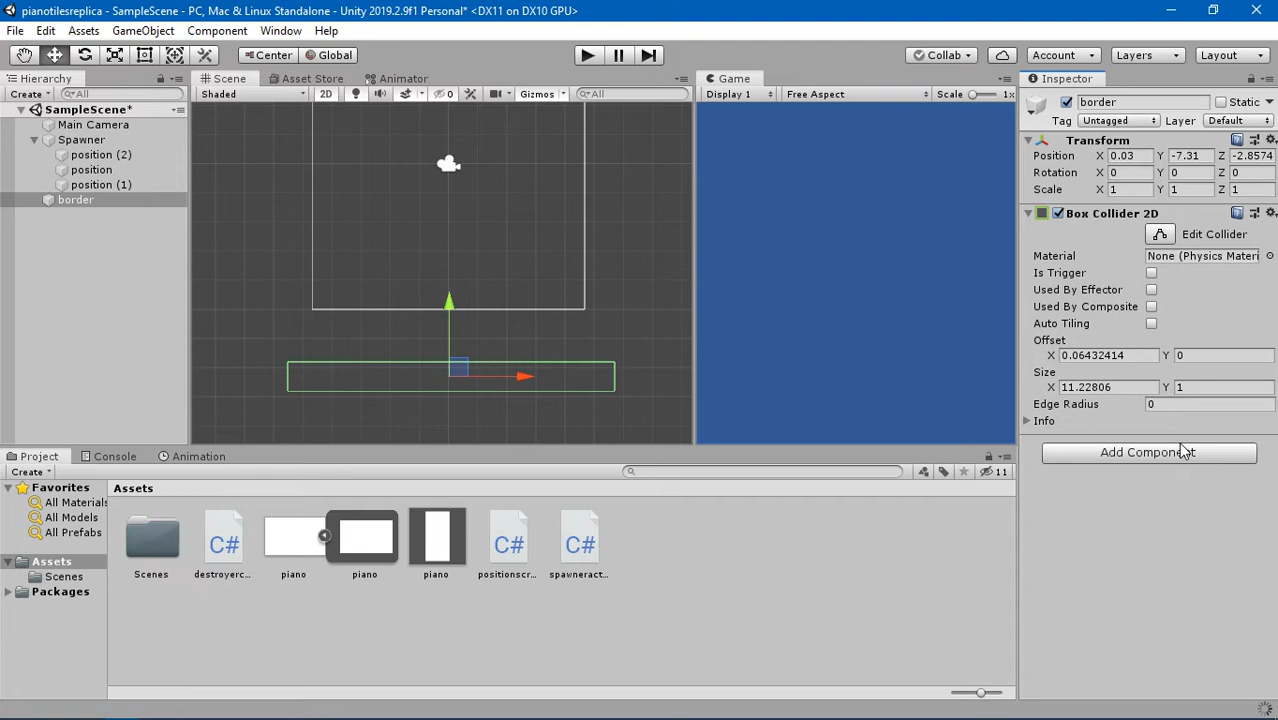 pianotilesreplica - SampleScene - PC, Mac & Linux Standalone - Unity 2019.2.9f1 Personal* <DX11 on DX10 GPU>
File Edit Assets GameObject Component Window Help
Center Global Collab Account Layers Layout
Hierarchy Scene Asset Store Animator Game Inspector
Create All Shaded 2D 0 Gizmos All Display 1 Free Aspect Scale 1x border Static
SampleScene* Tag Untagged Layer Default
Main Camera
Spawner
position (2)
position
position (1)
border
Transform
Position X 0.03 Y -7.31 Z -2.8574
Rotation X 0 Y 0 Z 0
Scale X 1 Y 1 Z 1
Box Collider 2D
Edit Collider
Material None (Physics Materi
Is Trigger
Used By Effector
Used By Composite
Auto Tiling
Offset
X 0.06432414 Y 0
Size
X 11.22806 Y 1
Edge Radius 0
Info
Add Component
Project Console Animation
Create 11
Favorites
All Materials
All Models
All Prefabs
Assets
Scenes
Packages
Assets
C# C# C#
Scenes destroyerc... piano piano piano positionscr... spawneract...